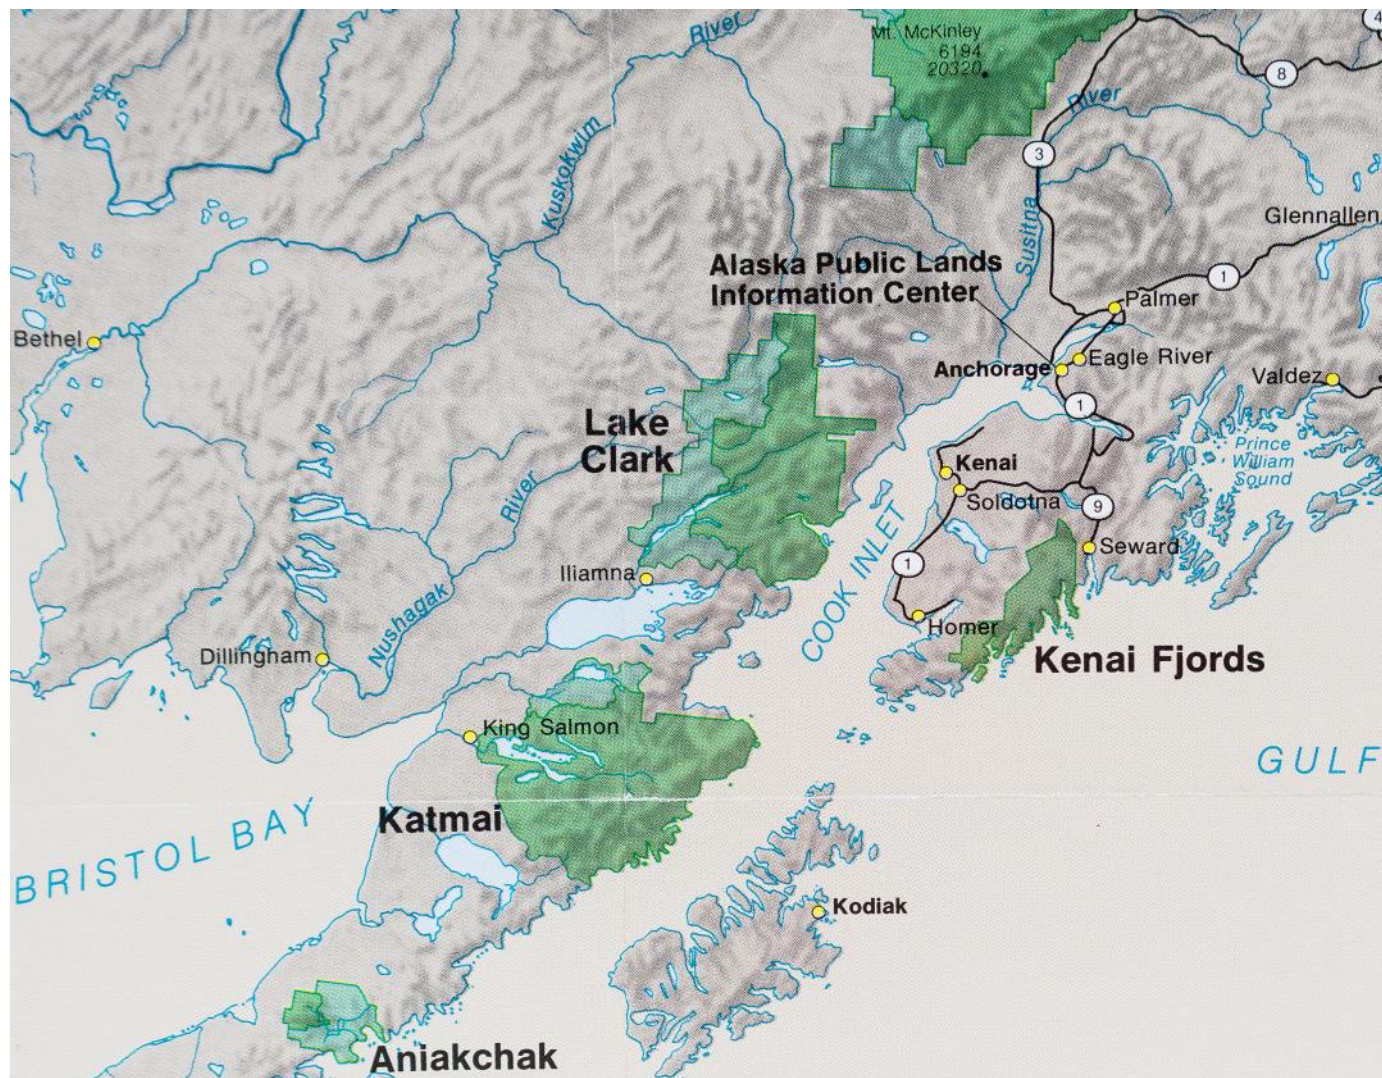 River
Mt. McKinley
6194
20320
4
8
River
3
Kuskokwim
Glennallen
Susitna
Alaska Public Lands
Information Center
1
Palmer
Bethel
Eagle River
Anchorage
Valdez
1
Lake
Clark
Prince
William
Sound
Kenai
Y
River
Soldotna
9
COOK INLET
Seward
1
Iliamna
Nushagak
Homer
Dillingham
Kenai Fjords
King Salmon
GULF
Katmai
BRISTOL BAY
Kodiak
Aniakchak